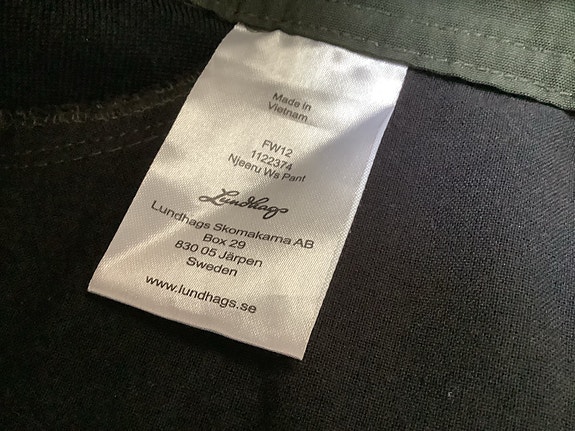 Made in
Vietnam
FW12
1122374
Njeeru Ws Pant
Lundhags
Lundhags Skomakarna AB
Box 29
830 05 Järpen
Sweden
www.lundhags.se